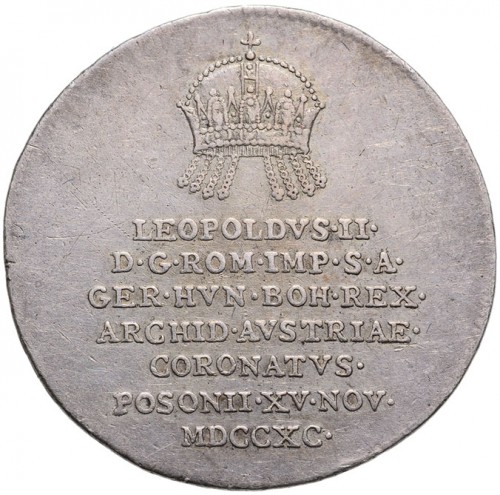 LEOPOLDVS·II·
D·G·ROM·IMP·S·A·
GER·HVN·BOH·REX·
ARCHID·AVSTRIAE·
CORONATVS·
POSONII·XV·NOV·
MDCCXC·